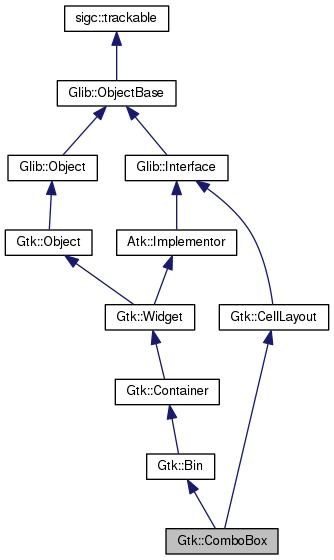 sigc::trackable
Glib::ObjectBase
Glib::Object
Glib::Interface
Gtk::Object
Atk::Implementor
Gtk::Widget
Gtk::CellLayout
Gtk::Container
Gtk::Bin
Gtk::ComboBox